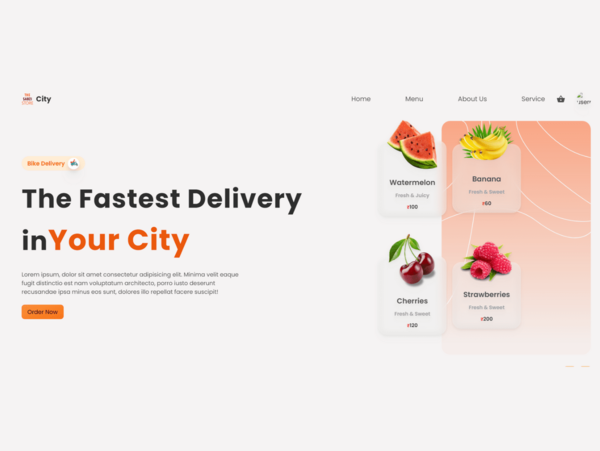 City
Home
Menu
About Us
Service
Bike Delivery
The Fastest Delivery
inYour City
Lorem ipsum, dolor sit amet consectetur adipisicing elit. Minima velit eaque
fugit distinctio est nam voluptatum architecto, porro iusto deserunt
recusandae ipsa minus eos sunt, dolores illo repellat facere suscipit!
Order Now
Watermelon
Fresh & Juicy
₹100
Banana
Fresh & Sweet
₹60
Cherries
Fresh & Sweet
₹120
Strawberries
Fresh & Sweet
₹200